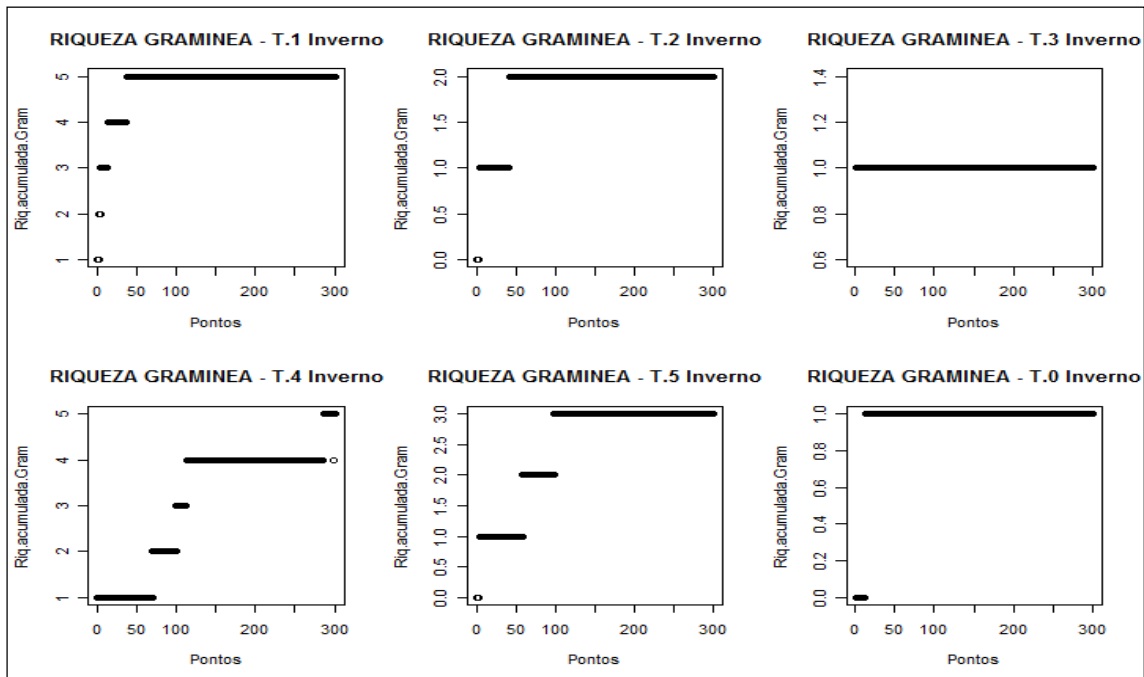 RIQUEZA GRAMINEA - T.1 Inverno
Riq.acumulada.Gram
5
4
3
2
1
0 50 100 200 300
Pontos
RIQUEZA GRAMINEA - T.2 Inverno
Riq.acumulada.Gram
2.0
1.5
1.0
0.5
0.0
0 50 100 200 300
Pontos
RIQUEZA GRAMINEA - T.3 Inverno
Riq.acumulada.Gram
1.4
1.2
1.0
0.8
0.6
0 50 100 200 300
Pontos
RIQUEZA GRAMINEA - T.4 Inverno
Riq.acumulada.Gram
5
4
3
2
1
0 50 100 200 300
Pontos
RIQUEZA GRAMINEA - T.5 Inverno
Riq.acumulada.Gram
3.0
2.5
2.0
1.5
1.0
0.5
0.0
0 50 100 200 300
Pontos
RIQUEZA GRAMINEA - T.0 Inverno
Riq.acumulada.Gram
1.0
0.8
0.6
0.4
0.2
0.0
0 50 100 200 300
Pontos